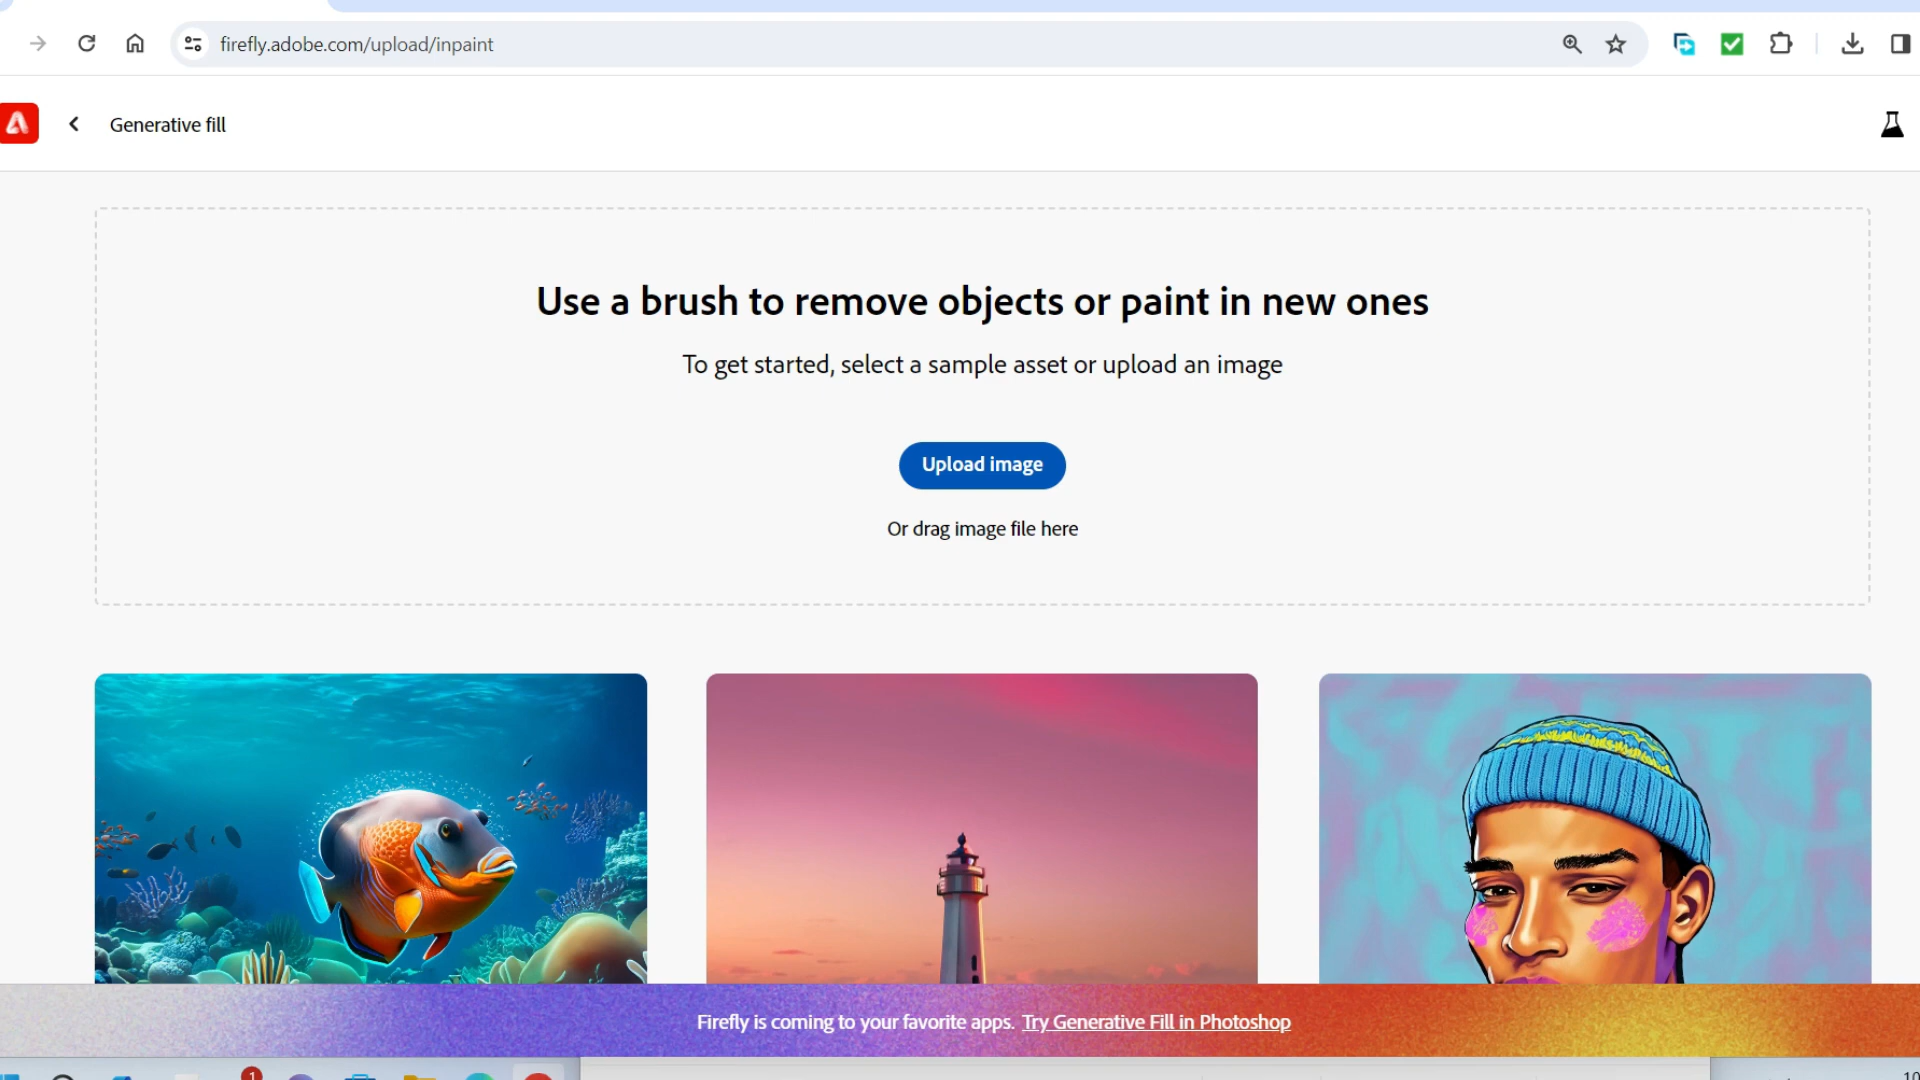 firefly.adobe.com/upload/inpaint
Generative fill
Use a brush to remove objects or paint in new ones
To get started, select a sample asset or upload an image
Upload image
Or drag image file here
Firefly is coming to your favorite apps. Try Generative Fill in Photoshop
1
10